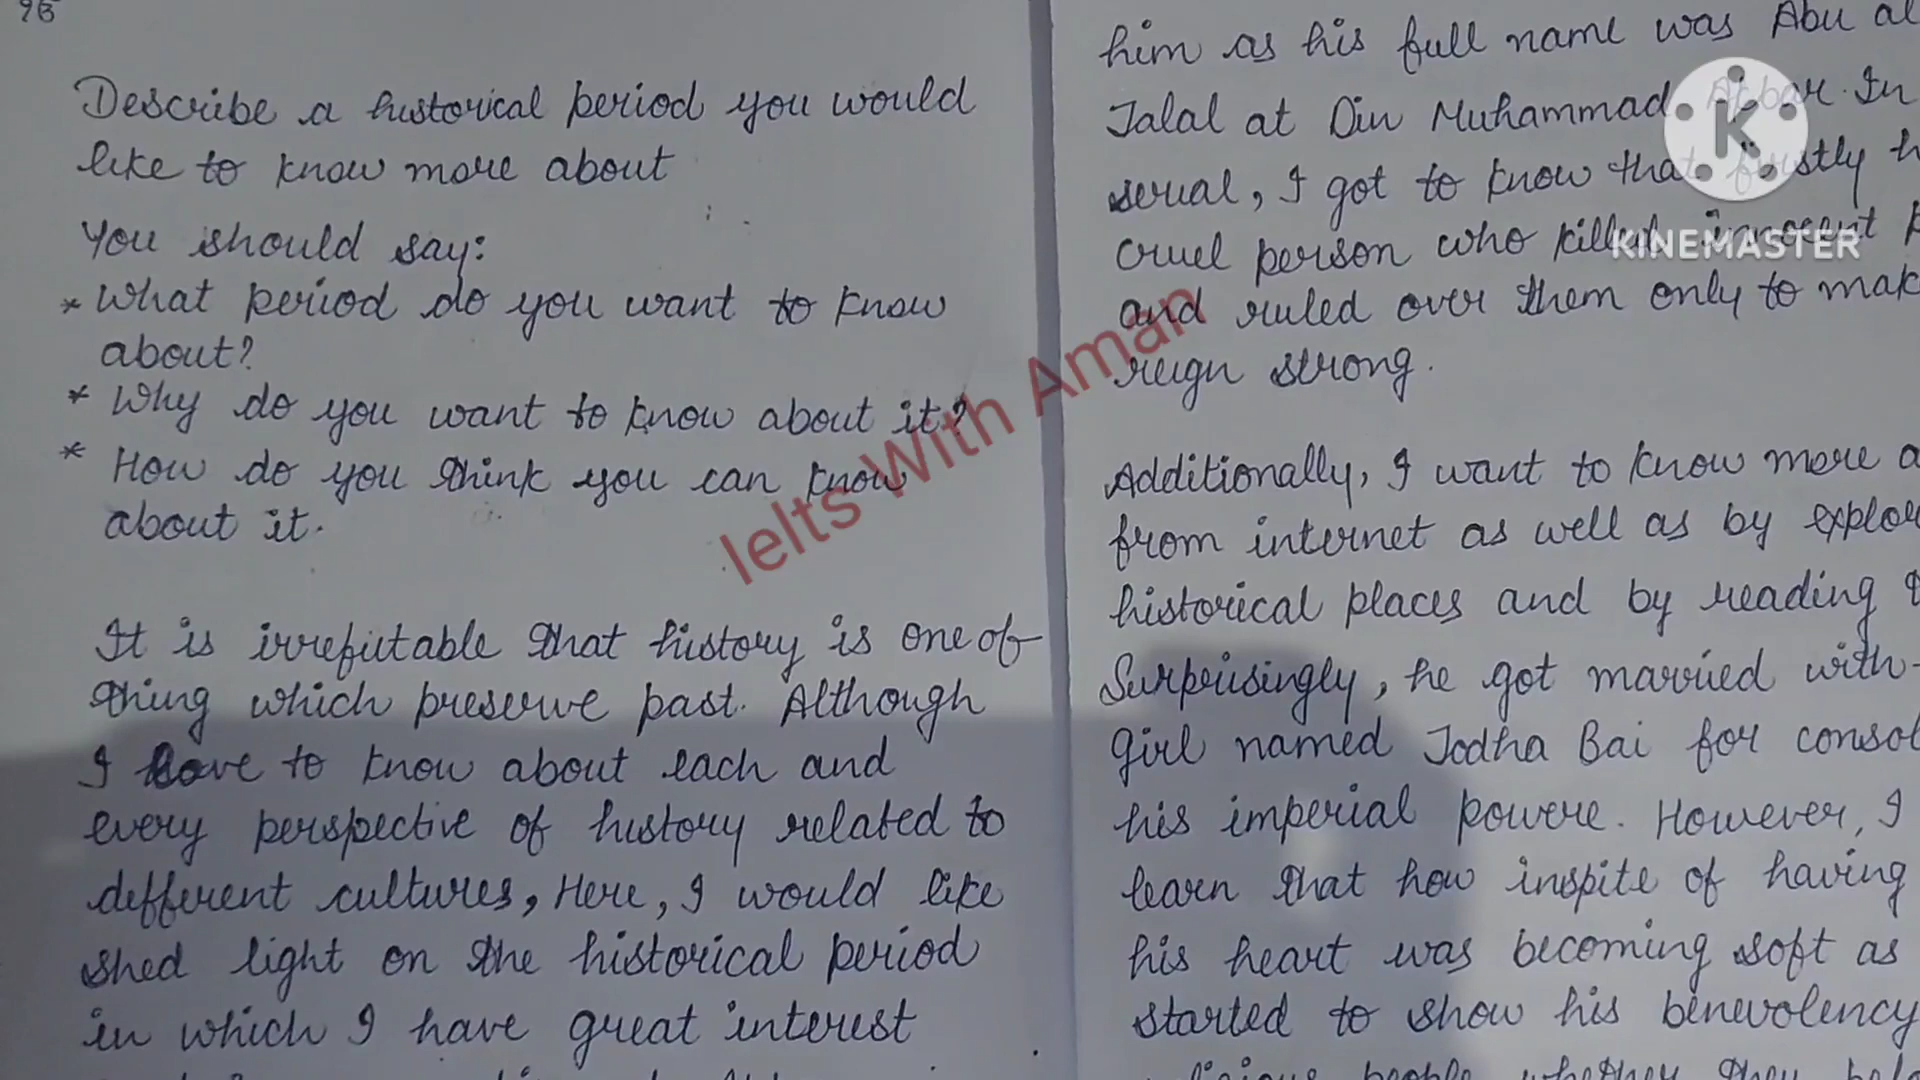 96
Describe a historical period you would
like to know more about
You should say:
* What period do you want to know
about?
* Why do you want to know about it?
* How do you think you can know
about it.
It is irrefutable that history is one of
thing which preserve past. Although
I love to know about each and
every perspective of history related to
different cultures, Here, I would like
shed light on the historical period
in which I have great interest
him as his full name was Abu al
Jalal at Din Muhammad Akbar. In
serial, I got to know that firstly h
cruel person who killed innocent
and ruled over them only to mak
reign strong.
Additionally, I want to know more a
from internet as well as by explor
historical places and by reading
Surprisingly, he got married with
girl named Jodha Bai for consol
his imperial powere. However, I
learn that how inspite of having
his heart was becoming soft as
started to show his benevolency
people whether they
Ielts With Aman
K
KINEMASTER